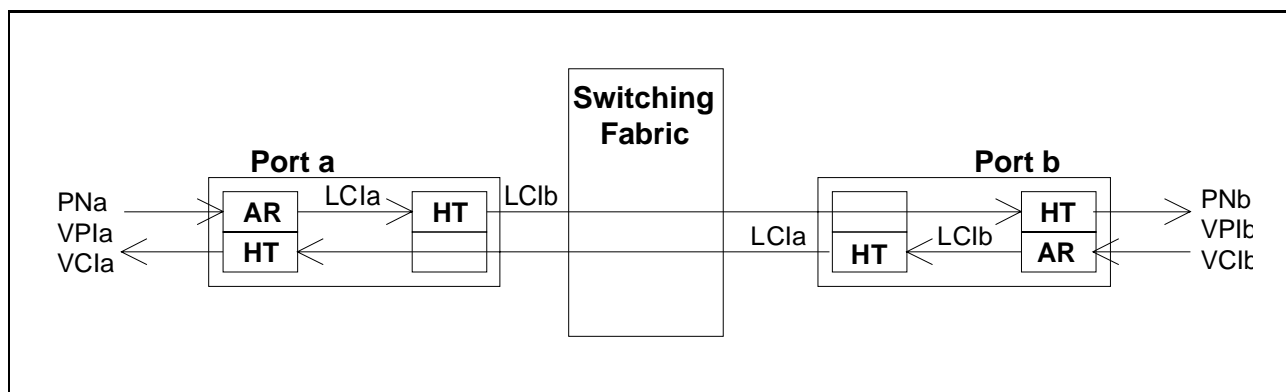 Switching
Fabric
Port a
Port b
PNa
VPIa
VCIa
AR
LCIa
HT
LCIb
HT
HT
PNb
VPIb
VCIb
LCIa
HT
LCIb
AR